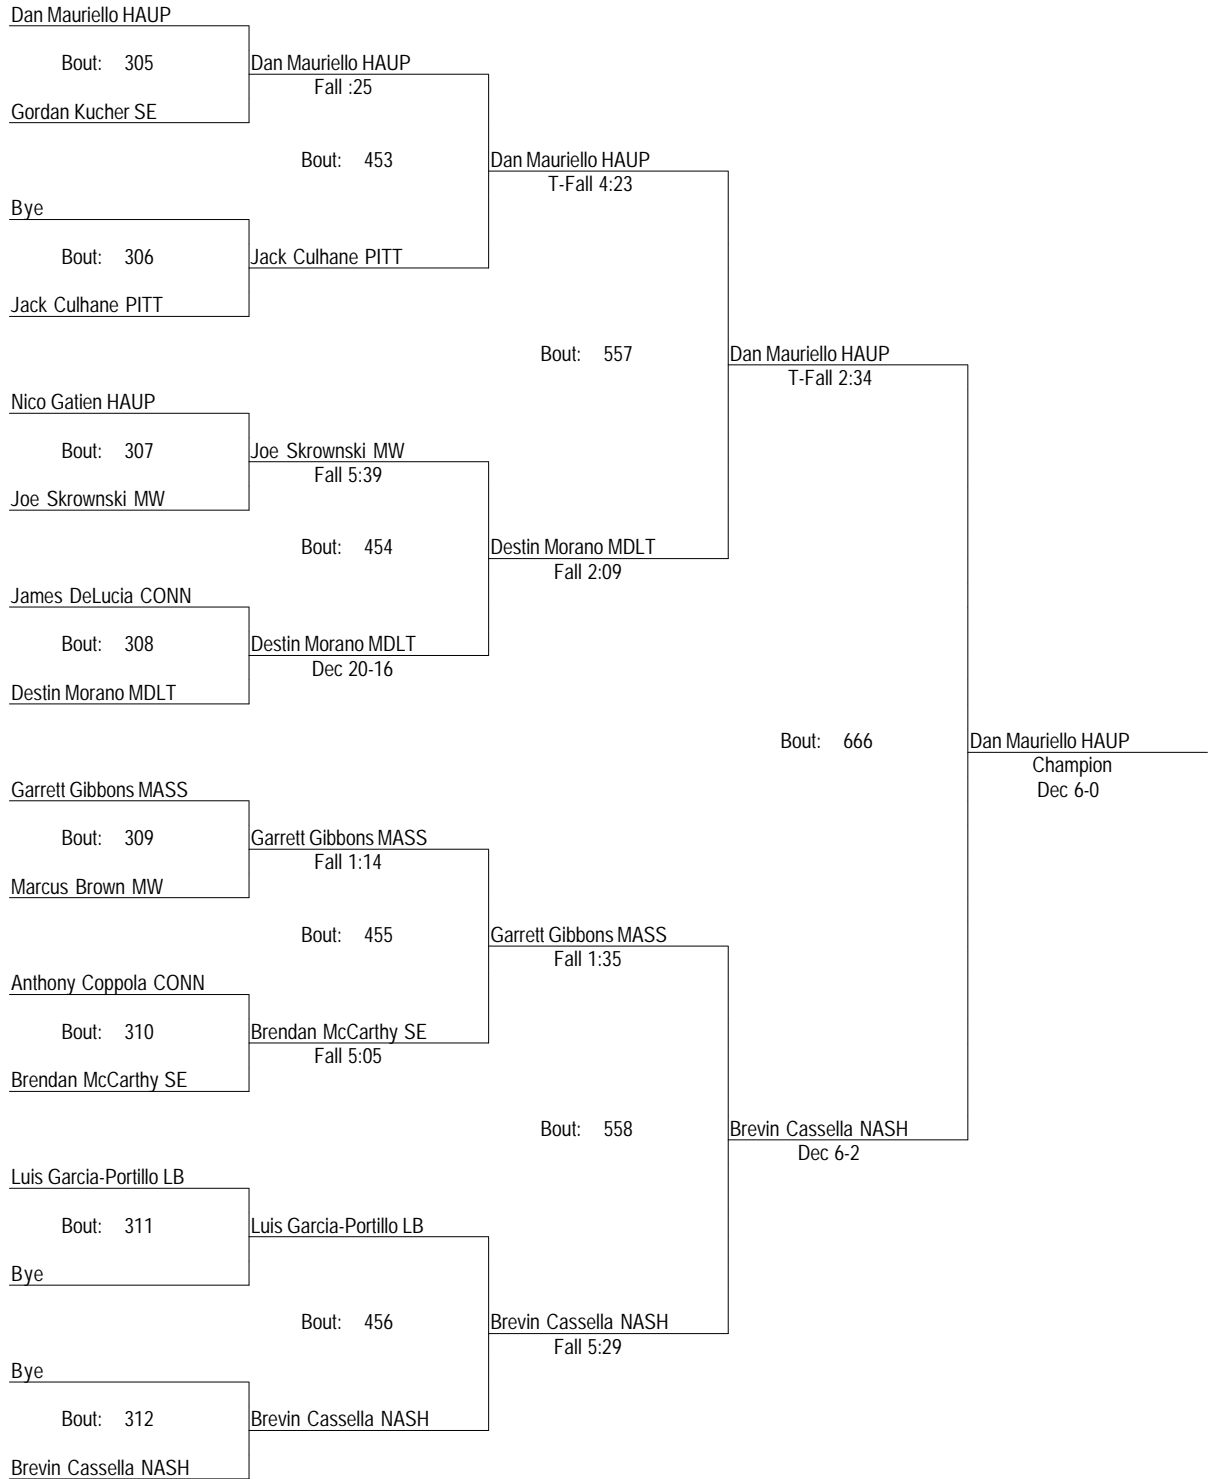 Dan Mauriello HAUP
Bout: 305
Dan Mauriello HAUP
Fall :25
Gordan Kucher SE
Bout: 453
Dan Mauriello HAUP
T-Fall 4:23
Bye
Bout: 306
Jack Culhane PITT
Jack Culhane PITT
Bout: 557
Dan Mauriello HAUP
T-Fall 2:34
Nico Gatien HAUP
Bout: 307
Joe Skrownski MW
Fall 5:39
Joe Skrownski MW
Bout: 454
Destin Morano MDLT
Fall 2:09
James DeLucia CONN
Bout: 308
Destin Morano MDLT
Dec 20-16
Destin Morano MDLT
Bout: 666
Dan Mauriello HAUP
Champion
Dec 6-0
Garrett Gibbons MASS
Bout: 309
Garrett Gibbons MASS
Fall 1:14
Marcus Brown MW
Bout: 455
Garrett Gibbons MASS
Fall 1:35
Anthony Coppola CONN
Bout: 310
Brendan McCarthy SE
Fall 5:05
Brendan McCarthy SE
Bout: 558
Brevin Cassella NASH
Dec 6-2
Luis Garcia-Portillo LB
Bout: 311
Luis Garcia-Portillo LB
Bye
Bout: 456
Brevin Cassella NASH
Fall 5:29
Bye
Bout: 312
Brevin Cassella NASH
Brevin Cassella NASH